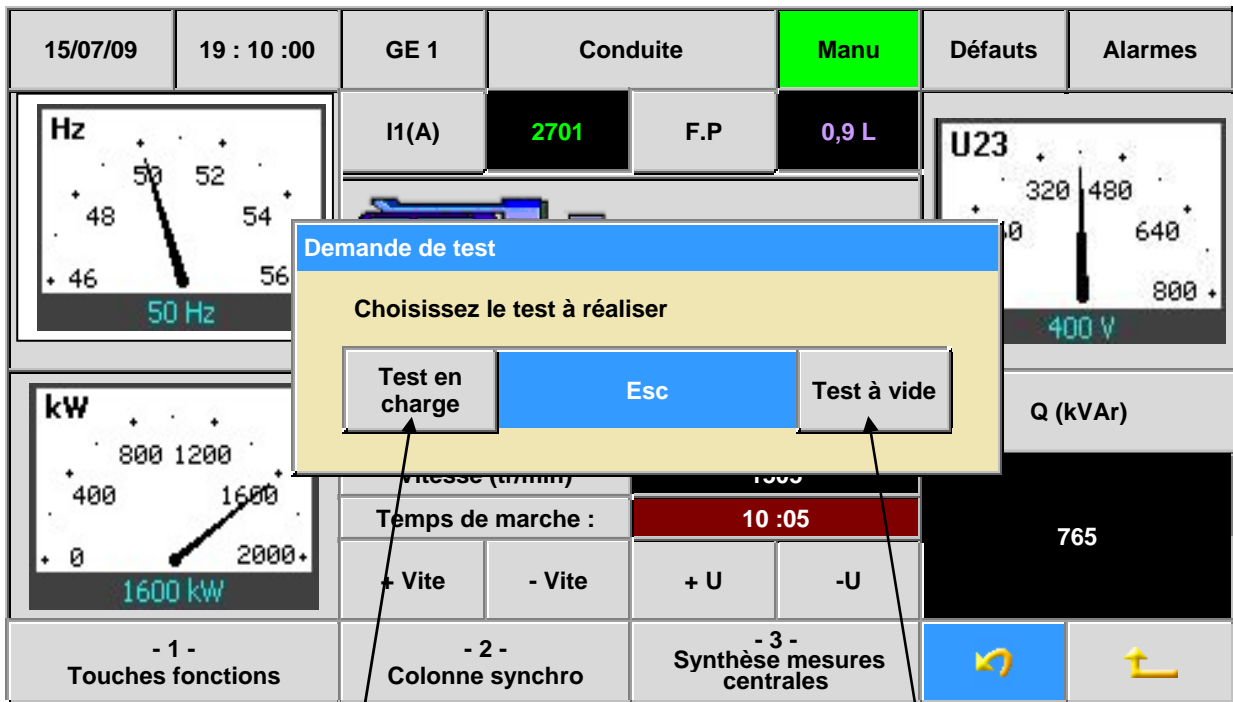 15/07/09
19 : 10 :00
GE 1
Conduite
Manu
Défauts
Alarmes
Hz
46
48
50
52
54
56
50 Hz
I1(A)
2701
F.P
0,9 L
U23
320
480
640
800
400 V
Demande de test
Choisissez le test à réaliser
Test en
charge
Esc
Test à vide
kW
0
400
800
1200
1600
2000
1600 kW
Vitesse (tr/min)
Temps de marche :
10 :05
+ Vite
- Vite
+ U
-U
Q (kVAr)
765
- 1 -
Touches fonctions
- 2 -
Colonne synchro
- 3 -
Synthèse mesures
centrales